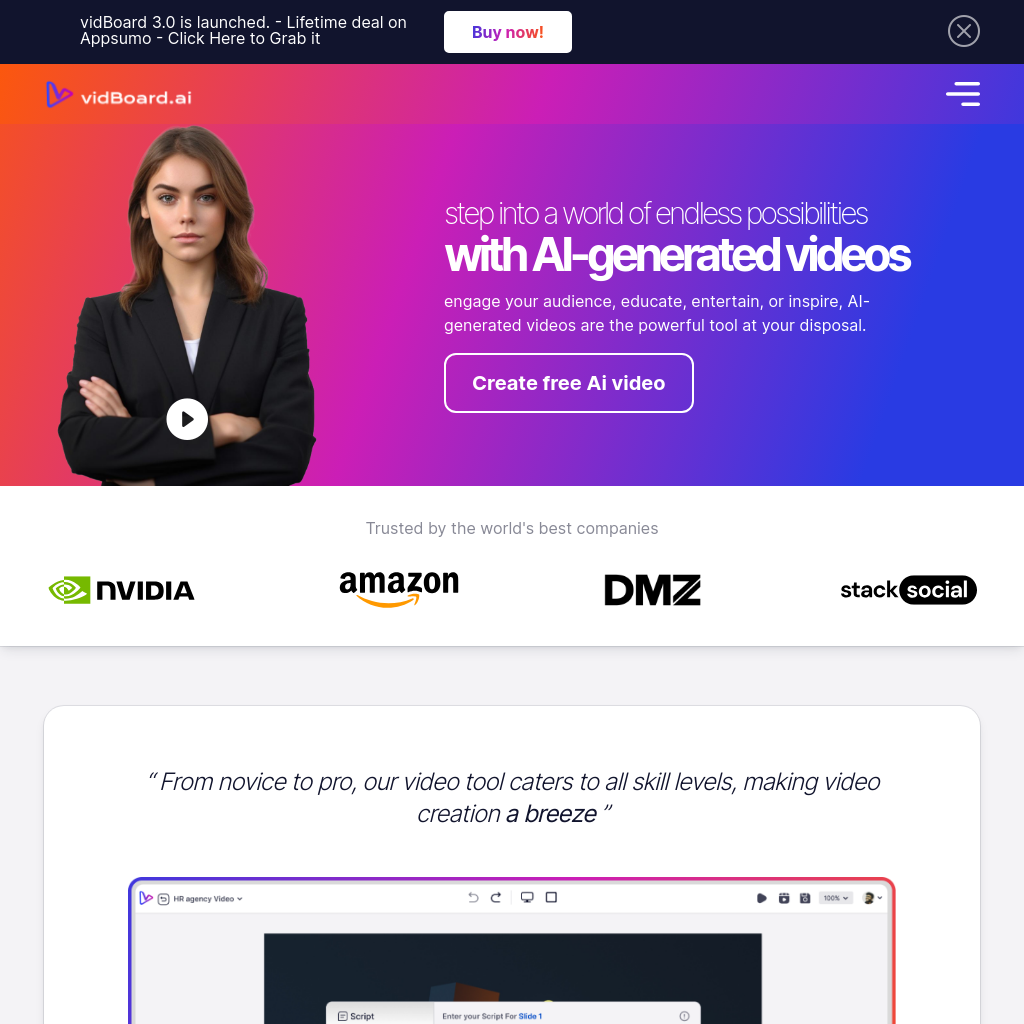 vidBoard 3.0 is launched. - Lifetime deal on
Appsumo - Click Here to Grab it
Buy now!
vidBoard.ai
step into a world of endless possibilities
with AI-generated videos
engage your audience, educate, entertain, or inspire, AI-
generated videos are the powerful tool at your disposal.
Create free Ai video
Trusted by the world's best companies
NVIDIA
amazon
DMZ
stack social
“ From novice to pro, our video tool caters to all skill levels, making video
creation a breeze ”
HR agency Video
100%
Script
Enter your Script For Slide 1